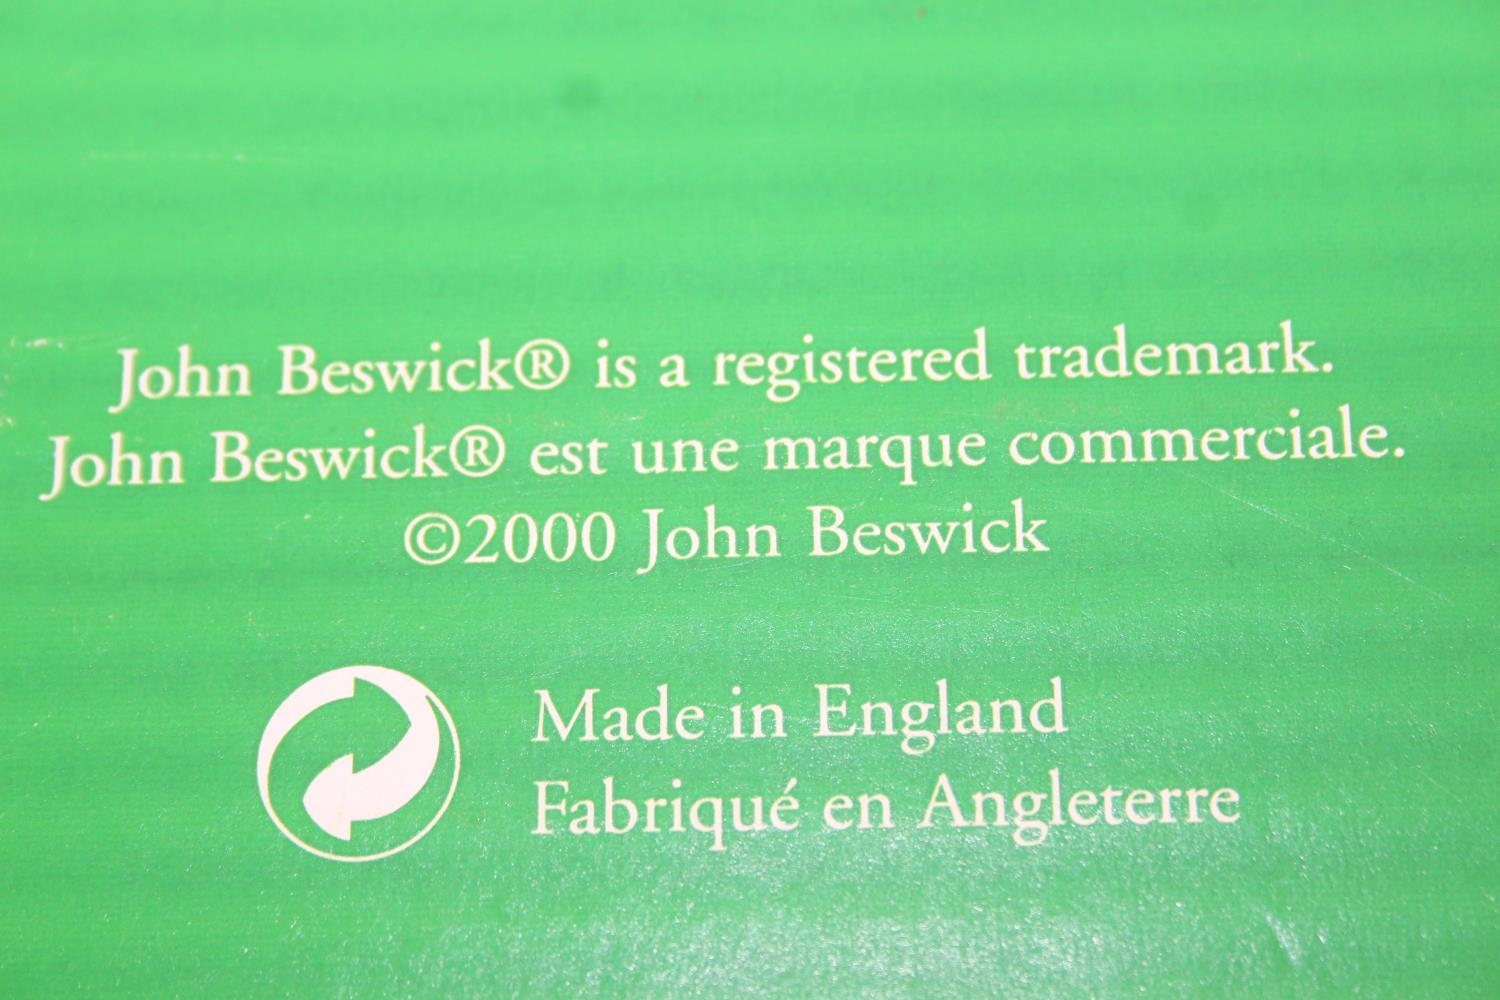 John Beswick® is a registered trademark.
John Beswick® est une marque commerciale.
©2000 John Beswick
Made in England
Fabriqué en Angleterre